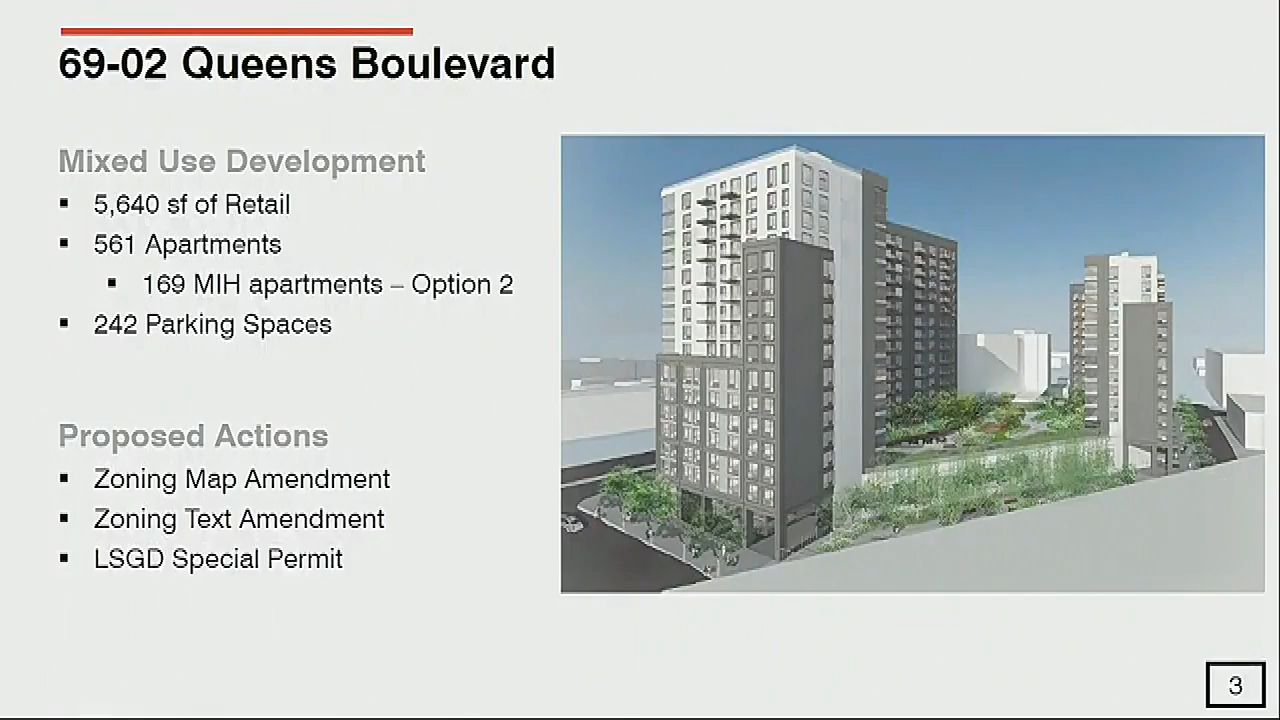 69-02 Queens Boulevard
Mixed Use Development
▪ 5,640 sf of Retail
▪ 561 Apartments
▪ 169 MIH apartments – Option 2
▪ 242 Parking Spaces
Proposed Actions
▪ Zoning Map Amendment
▪ Zoning Text Amendment
▪ LSGD Special Permit
3